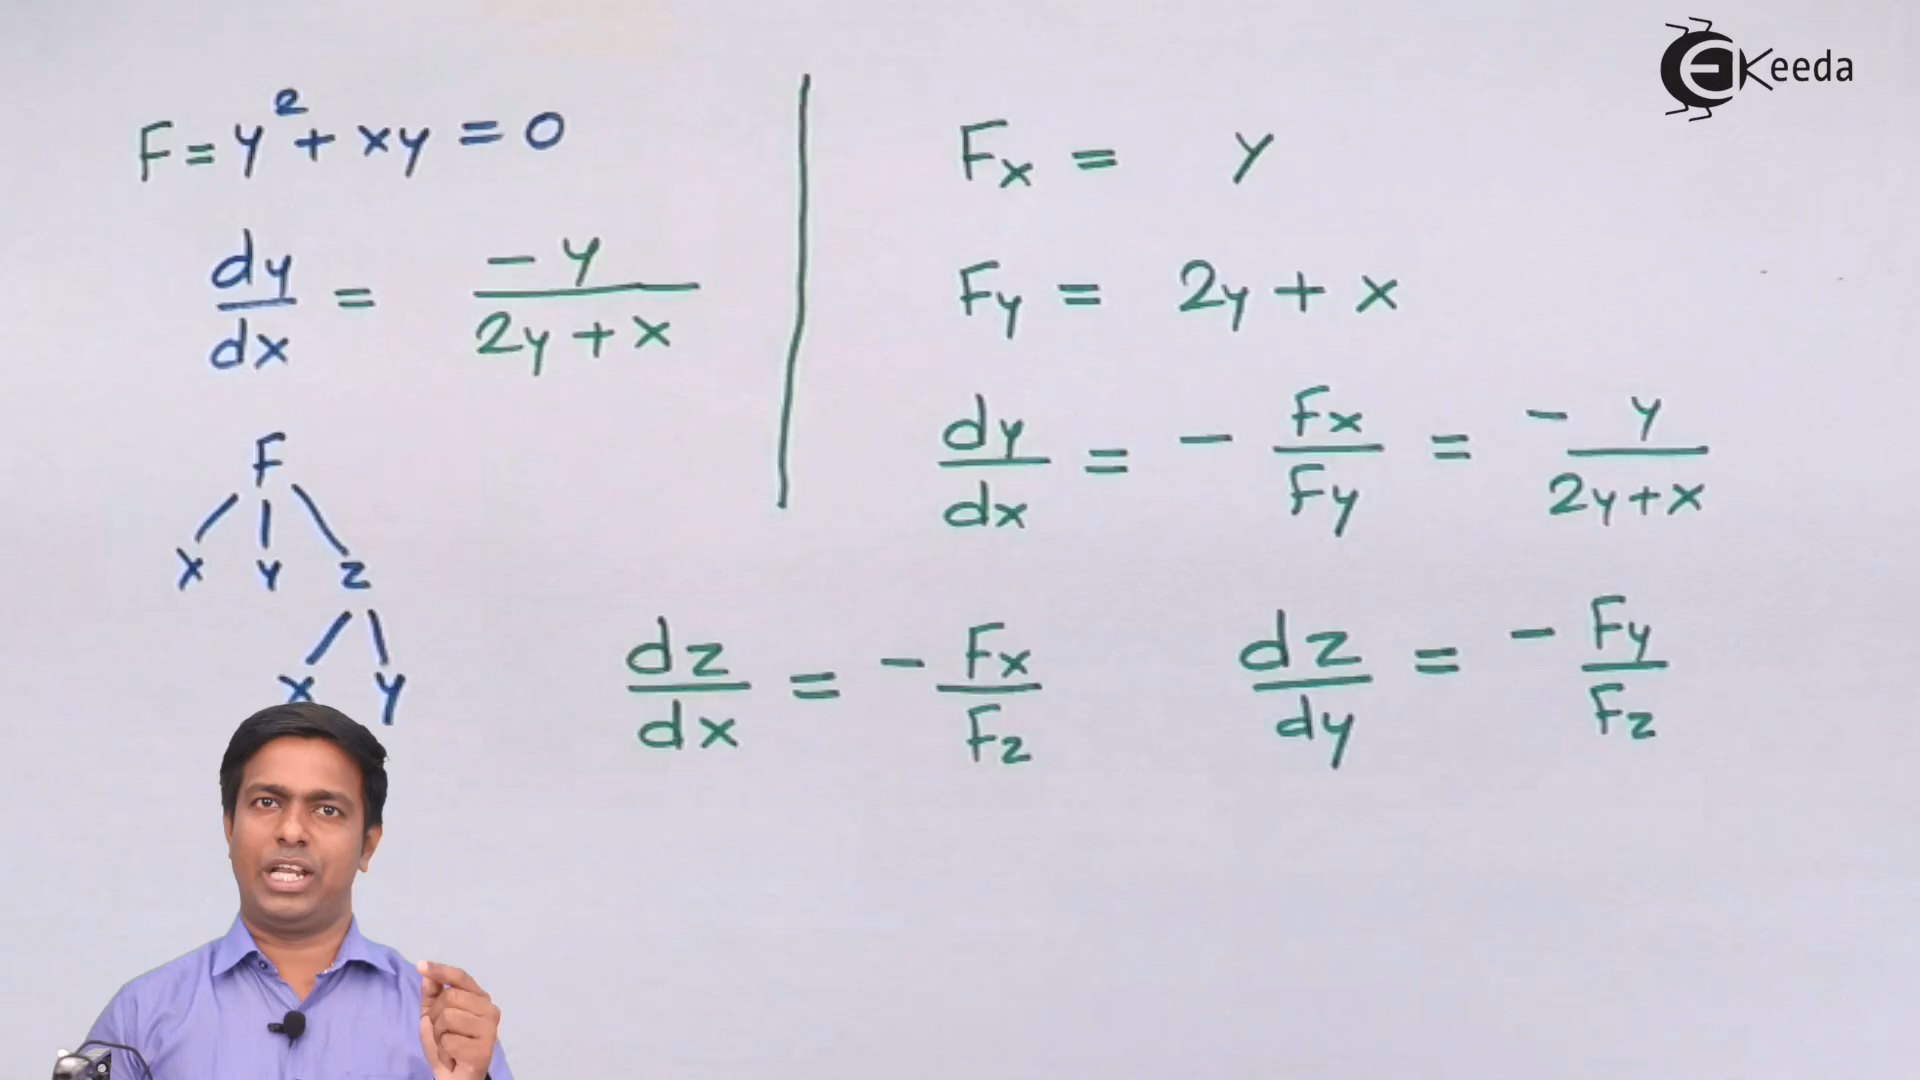 EKeeda
F = y² + xy = 0
dy/dx = -y/(2y + x)
F
x y z
x y
Fx = y
Fy = 2y + x
dy/dx = - Fx/Fy = - y/(2y+x)
dz/dx = - Fx/Fz
dz/dy = - Fy/Fz